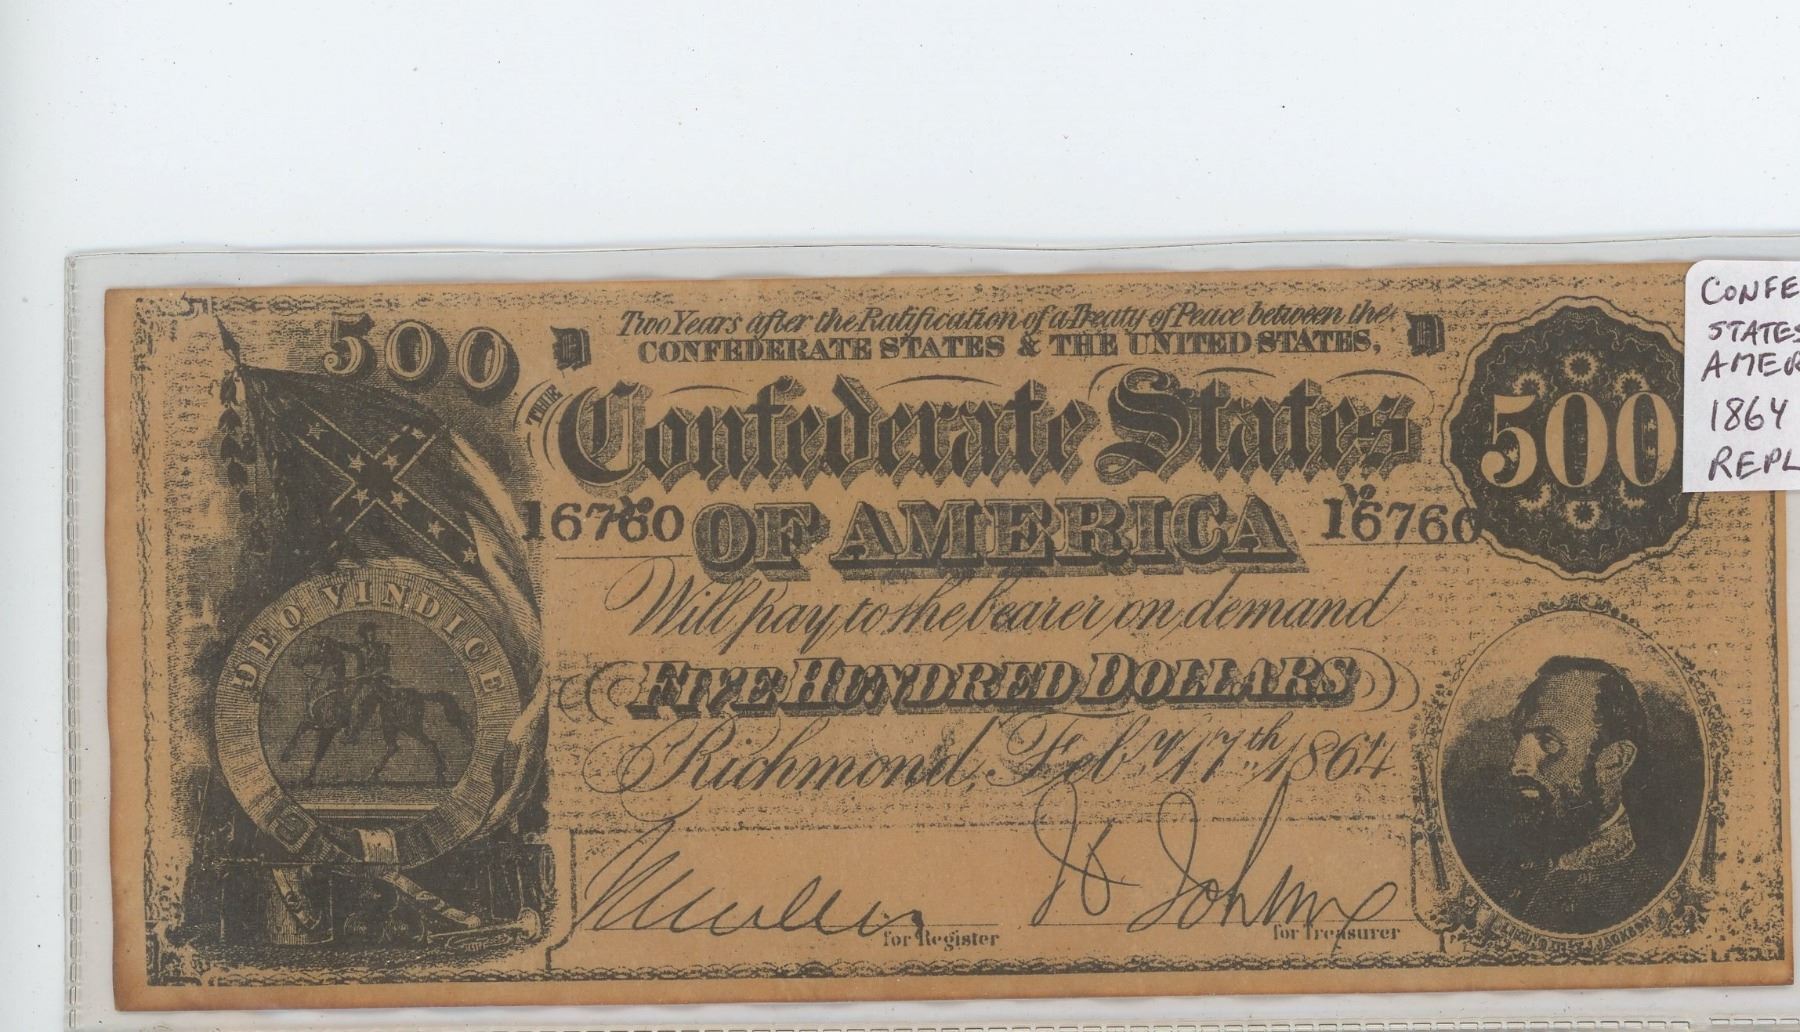 500
D
Two Years after the Ratification of a Treaty of Peace between the
CONFEDERATE STATES & THE UNITED STATES,
D
THE Confederate States
500
16760
OF AMERICA
16760
Will pay to the bearer on demand
FIVE HUNDRED DOLLARS
Richmond, Feb.y 17th 1864
DEO VINDICE
for Register
for Treasurer
CONFE
STATES
AMER
1864
REPL